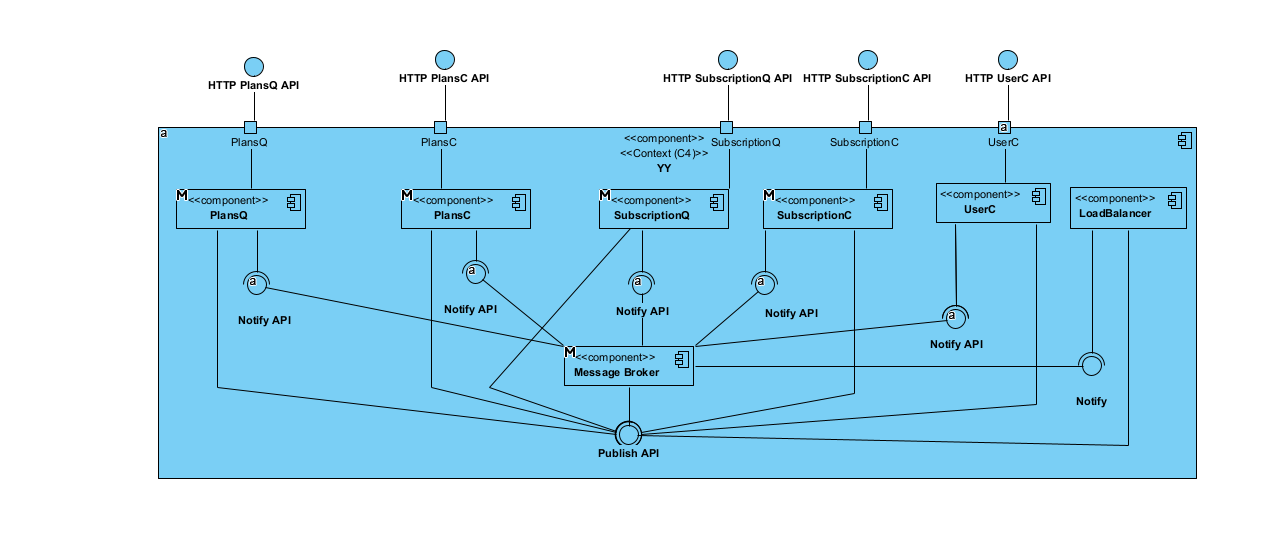 HTTP PlansQ API
HTTP PlansC API
HTTP SubscriptionQ API
HTTP SubscriptionC API
HTTP UserC API
a
a
PlansQ
PlansC
<<component>>
<<Context (C4)>>
YY
SubscriptionQ
SubscriptionC
UserC
M
<<component>>
PlansQ
M
<<component>>
PlansC
<<component>>
SubscriptionQ
M
<<component>>
SubscriptionC
<<component>>
UserC
<<component>>
LoadBalancer
a
Notify API
a
Notify API
a
Notify API
a
Notify API
a
Notify API
M
<<component>>
Message Broker
Notify
Publish API